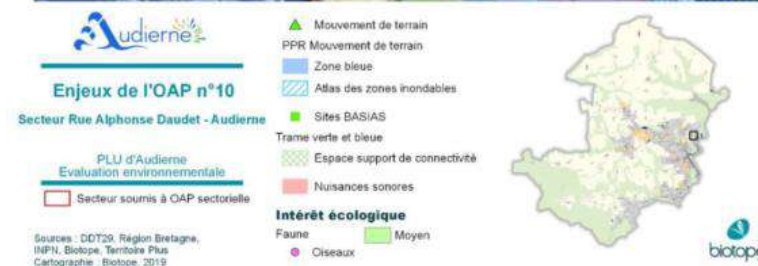 Audierne
Enjeux de l'OAP n°10
Secteur Rue Alphonse Daudet - Audierne
PLU d'Audierne
Evaluation environnementale
Secteur soumis à OAP sectorielle
Sources : DDT29, Région Bretagne,
INPN, Biotope, Territoire Plus
Cartographie : Biotope, 2019
Mouvement de terrain
PPR Mouvement de terrain
Zone bleue
Atlas des zones inondables
Sites BASIAS
Trame verte et bleue
Espace support de connectivité
Nuisances sonores
Intérêt écologique
Faune
Moyen
Oiseaux
biotope